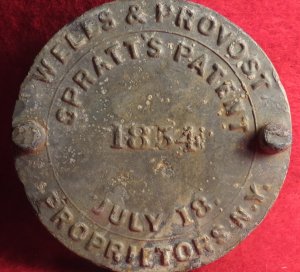 WELLS & PROVOST
SPRATT'S PATENT
1854
JULY 18.
PROPRIETORS N.Y.